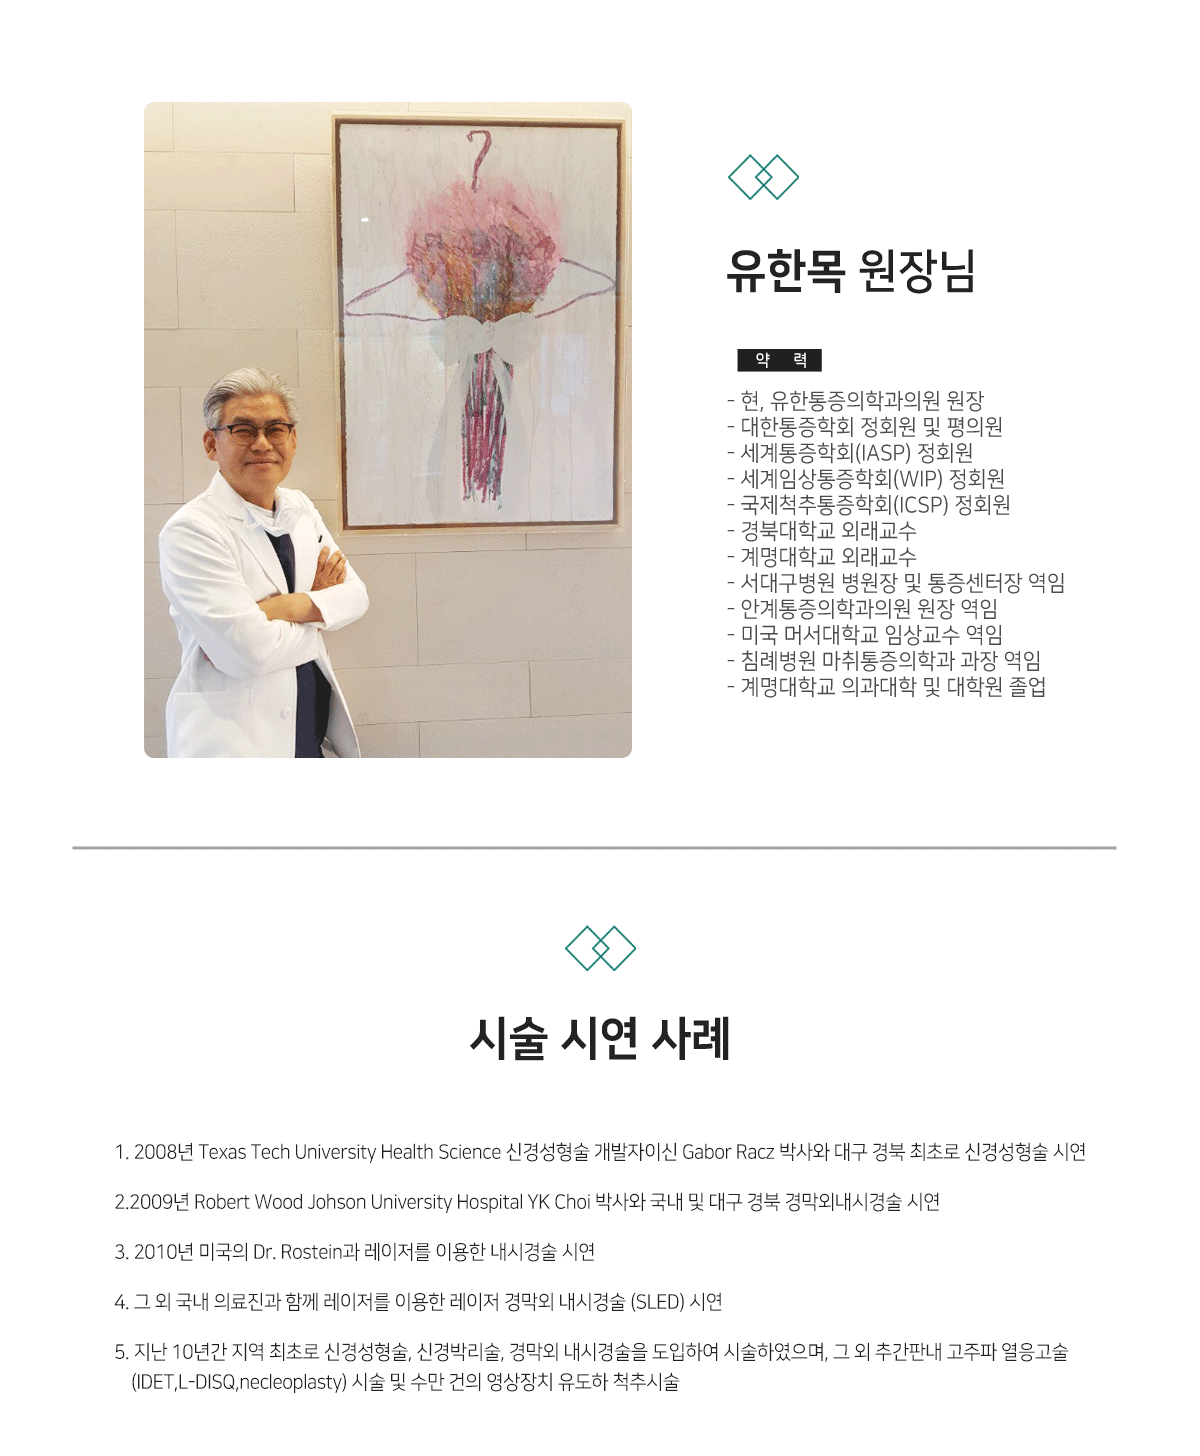 유한목 원장님
약 력
- 현, 유한통증의학과의원 원장
- 대한통증학회 정회원 및 평의원
- 세계통증학회(IASP) 정회원
- 세계임상통증학회(WIP) 정회원
- 국제척추통증학회(ICSP) 정회원
- 경북대학교 외래교수
- 계명대학교 외래교수
- 서대구병원 병원장 및 통증센터장 역임
- 안계통증의학과의원 원장 역임
- 미국 머서대학교 임상교수 역임
- 침례병원 마취통증의학과 과장 역임
- 계명대학교 의과대학 및 대학원 졸업
시술 시연 사례
1. 2008년 Texas Tech University Health Science 신경성형술 개발자이신 Gabor Racz 박사와 대구 경북 최초로 신경성형술 시연
2.2009년 Robert Wood Johson University Hospital YK Choi 박사와 국내 및 대구 경북 경막외내시경술 시연
3. 2010년 미국의 Dr. Rostein과 레이저를 이용한 내시경술 시연
4. 그 외 국내 의료진과 함께 레이저를 이용한 레이저 경막외 내시경술 (SLED) 시연
5. 지난 10년간 지역 최초로 신경성형술, 신경박리술, 경막외 내시경술을 도입하여 시술하였으며, 그 외 추간판내 고주파 열응고술
(IDET,L-DISQ,necleoplasty) 시술 및 수만 건의 영상장치 유도하 척추시술